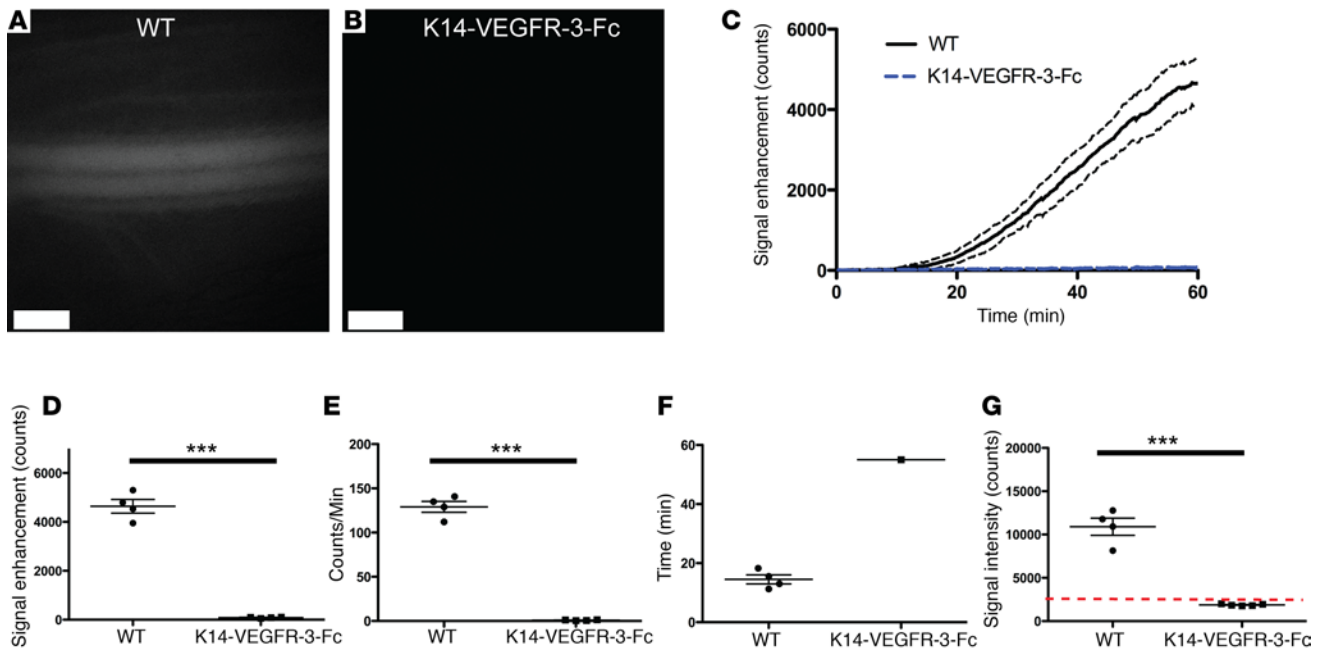 A
WT
B
K14-VEGFR-3-Fc
C
Signal enhancement (counts)
6000
4000
2000
0
0 20 40 60
Time (min)
WT
K14-VEGFR-3-Fc
D
Signal enhancement (counts)
6000
4000
2000
0
***
WT K14-VEGFR-3-Fc
E
Counts/Min
200
150
100
50
0
***
WT K14-VEGFR-3-Fc
F
Time (min)
60
40
20
0
WT K14-VEGFR-3-Fc
G
Signal intensity (counts)
20000
15000
10000
5000
0
***
WT K14-VEGFR-3-Fc